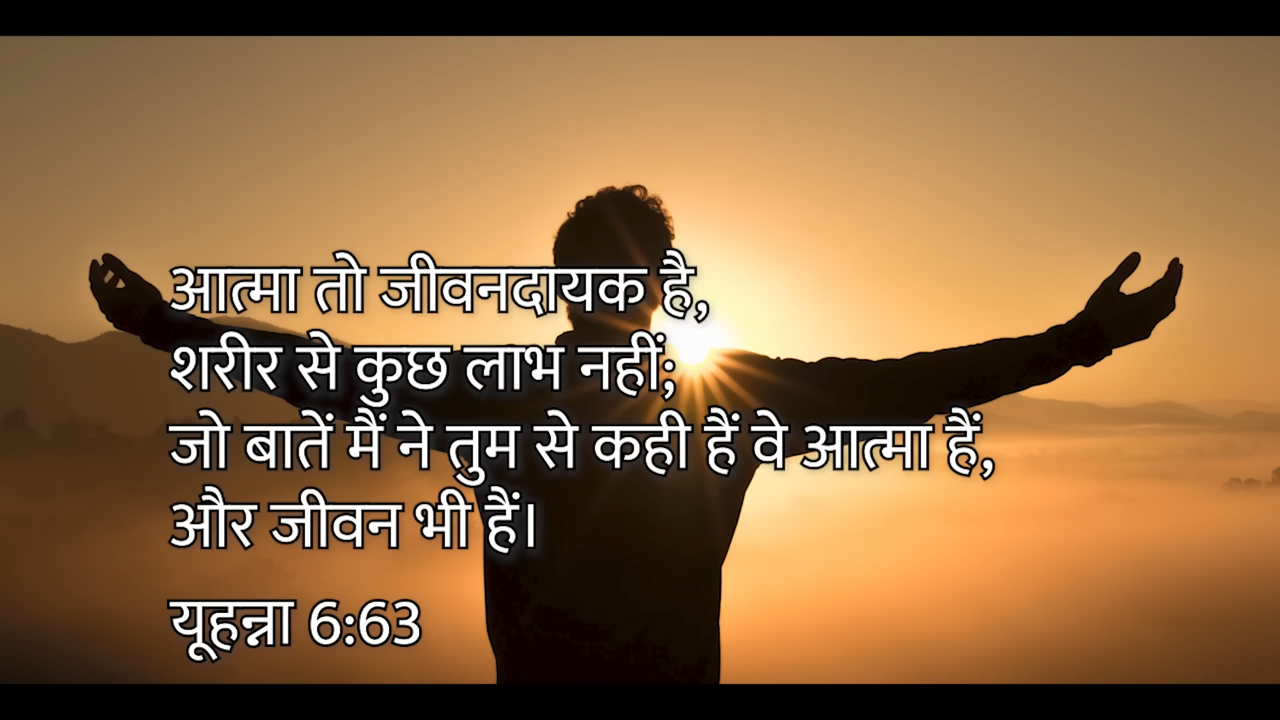 आत्मा तो जीवनदायक है,
शरीर से कुछ लाभ नहीं;
जो बातें मैं ने तुम से कही हैं वे आत्मा हैं,
और जीवन भी हैं।
यूहन्ना 6:63